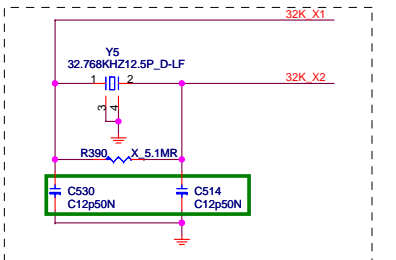 32K_X1
Y5
32.768KHZ12.5P_D-LF
32K_X2
1
2
3
4
R390
X_5.1MR
C530
C514
C12p50N
C12p50N